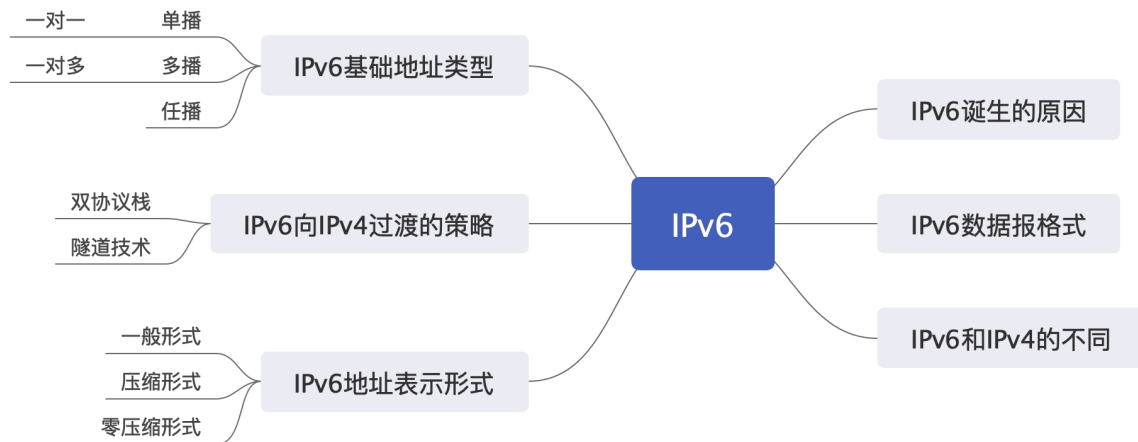 IPv6
IPv6诞生的原因
IPv6数据报格式
IPv6和IPv4的不同
IPv6基础地址类型
单播
一对一
多播
一对多
任播
IPv6向IPv4过渡的策略
双协议栈
隧道技术
IPv6地址表示形式
一般形式
压缩形式
零压缩形式